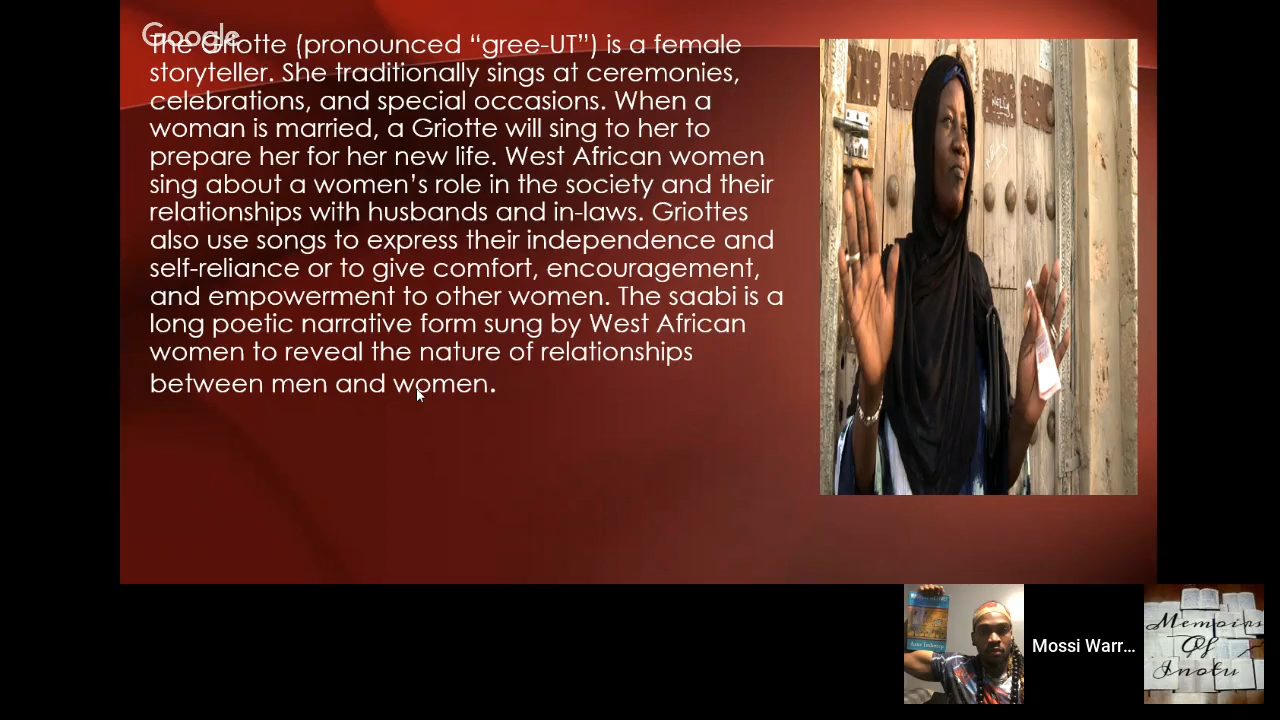 Google
The Griotte (pronounced “gree-UT”) is a female
storyteller. She traditionally sings at ceremonies,
celebrations, and special occasions. When a
woman is married, a Griotte will sing to her to
prepare her for her new life. West African women
sing about a women’s role in the society and their
relationships with husbands and in-laws. Griottes
also use songs to express their independence and
self-reliance or to give comfort, encouragement,
and empowerment to other women. The saabi is a
long poetic narrative form sung by West African
women to reveal the nature of relationships
between men and women.
NELLY
Mossi Warr...
Memoirs
Of
Inotu